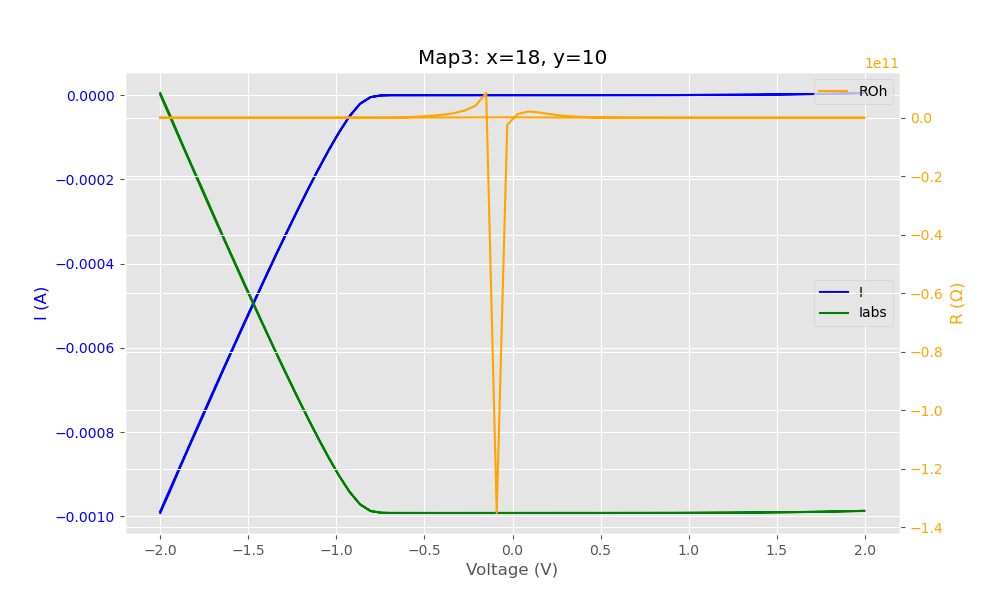 Map3: x=18, y=10
1e11
ROh
0.0000
−0.0002
−0.0004
−0.0006
−0.0008
−0.0010
I (A)
0.0
−0.2
−0.4
−0.6
−0.8
−1.0
−1.2
−1.4
R (Ω)
I
Iabs
−2.0 −1.5 −1.0 −0.5 0.0 0.5 1.0 1.5 2.0
Voltage (V)